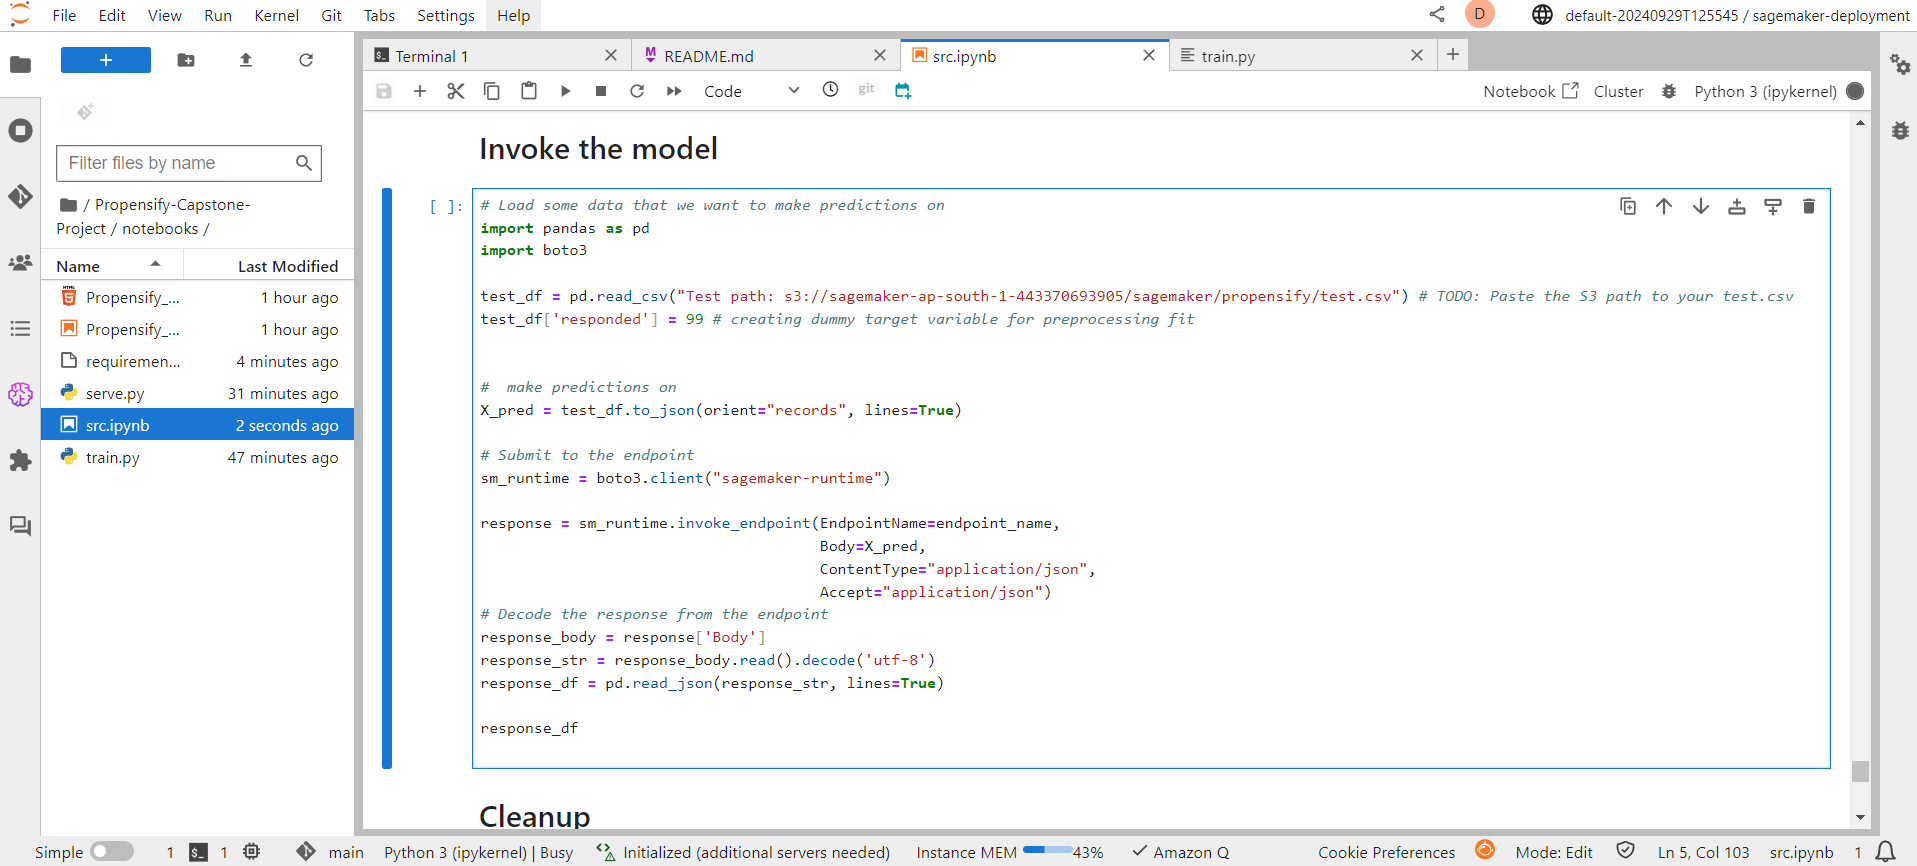 File Edit View Run Kernel Git Tabs Settings Help
D
default-20240929T125545 / sagemaker-deployment
+
Terminal 1
README.md
src.ipynb
train.py
+
Code
git
Notebook
Cluster
Python 3 (ipykernel)
Filter files by name
/ Propensify-Capstone-
Project / notebooks /
Name Last Modified
Propensify_... 1 hour ago
Propensify_... 1 hour ago
requiremen... 4 minutes ago
serve.py 31 minutes ago
src.ipynb 2 seconds ago
train.py 47 minutes ago
Invoke the model
[ ]:
# Load some data that we want to make predictions on
import pandas as pd
import boto3
test_df = pd.read_csv("Test path: s3://sagemaker-ap-south-1-443370693905/sagemaker/propensify/test.csv") # TODO: Paste the S3 path to your test.csv
test_df['responded'] = 99 # creating dummy target variable for preprocessing fit
#  make predictions on
X_pred = test_df.to_json(orient="records", lines=True)
# Submit to the endpoint
sm_runtime = boto3.client("sagemaker-runtime")
response = sm_runtime.invoke_endpoint(EndpointName=endpoint_name,
Body=X_pred,
ContentType="application/json",
Accept="application/json")
# Decode the response from the endpoint
response_body = response['Body']
response_str = response_body.read().decode('utf-8')
response_df = pd.read_json(response_str, lines=True)
response_df
Cleanup
Simple 1 1 main Python 3 (ipykernel) | Busy Initialized (additional servers needed) Instance MEM 43% Amazon Q Cookie Preferences Mode: Edit Ln 5, Col 103 src.ipynb 1